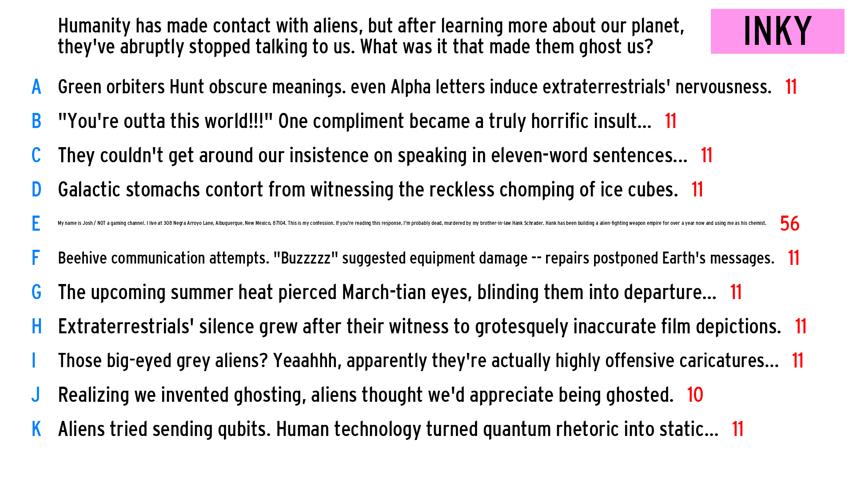 Humanity has made contact with aliens, but after learning more about our planet,
they've abruptly stopped talking to us. What was it that made them ghost us?
INKY
A Green orbiters Hunt obscure meanings. even Alpha letters induce extraterrestrials' nervousness. 11
B "You're outta this world!!!" One compliment became a truly horrific insult... 11
C They couldn't get around our insistence on speaking in eleven-word sentences... 11
D Galactic stomachs contort from witnessing the reckless chomping of ice cubes. 11
E My name is Josh / NOT a gaming channel. I live at 308 Negra Arroyo Lane, Albuquerque, New Mexico, 87104. This is my confession. If you're reading this response, I'm probably dead, murdered by my brother-in-law Hank Schrader. Hank has been building a alien-fighting weapon empire for over a year now and using me as his chemist. 56
F Beehive communication attempts. "Buzzzzz" suggested equipment damage -- repairs postponed Earth's messages. 11
G The upcoming summer heat pierced March-tian eyes, blinding them into departure... 11
H Extraterrestrials' silence grew after their witness to grotesquely inaccurate film depictions. 11
I Those big-eyed grey aliens? Yeaahhh, apparently they're actually highly offensive caricatures... 11
J Realizing we invented ghosting, aliens thought we'd appreciate being ghosted. 10
K Aliens tried sending qubits. Human technology turned quantum rhetoric into static... 11